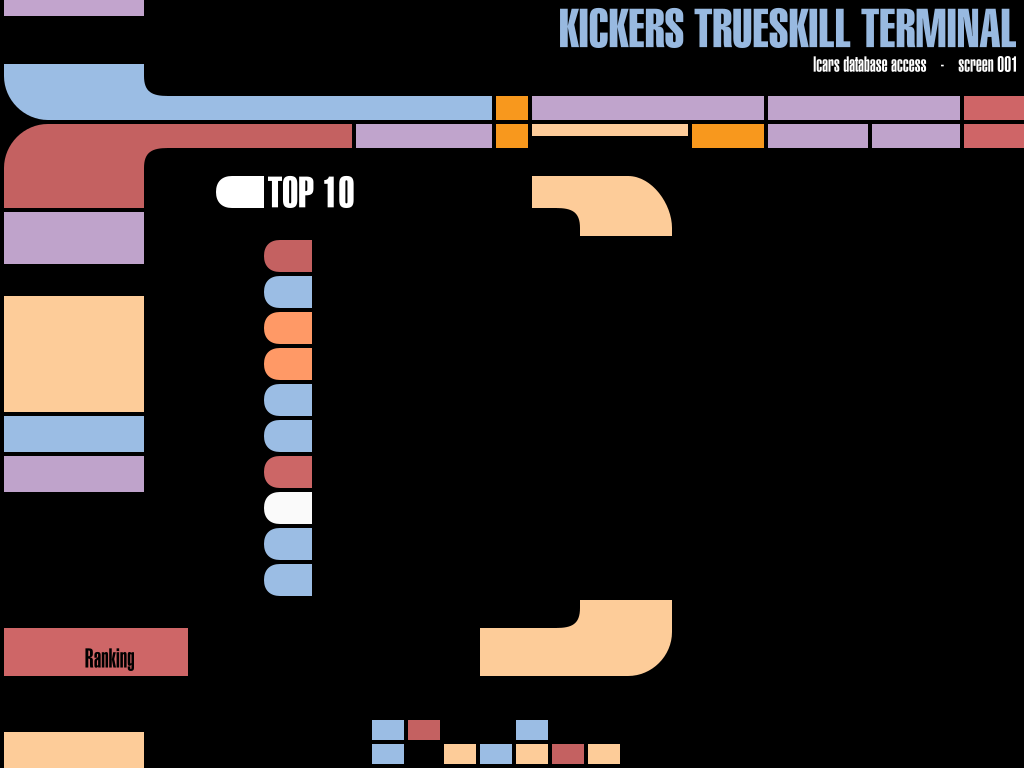 KICKERS TRUESKILL TERMINAL
lcars database access - screen 001
TOP 10
Ranking